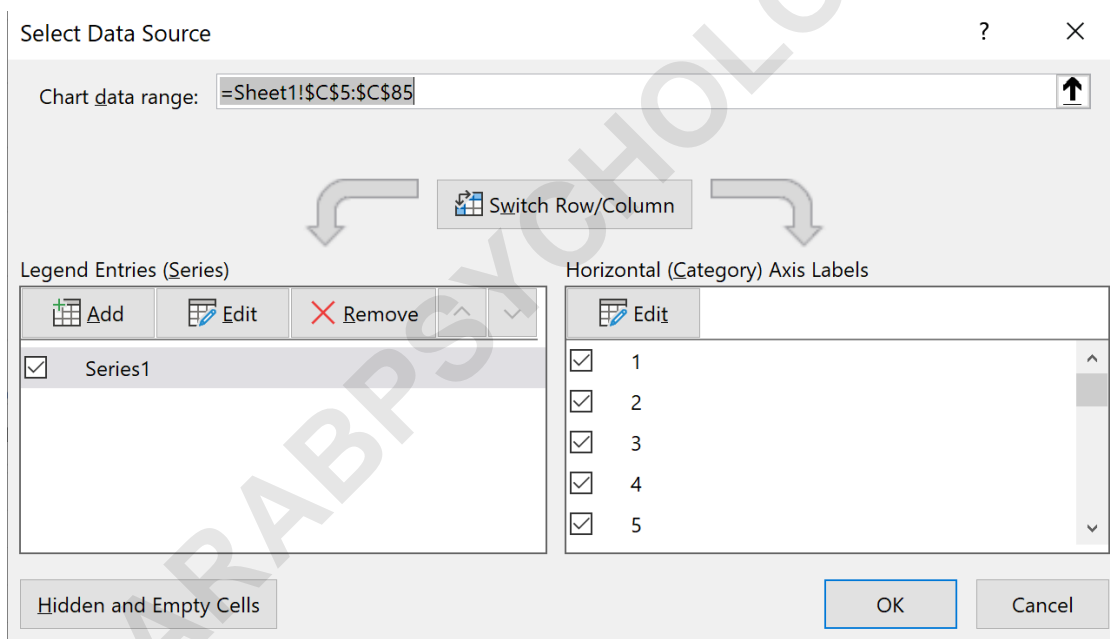 Select Data Source ?
Chart data range: =Sheet1!$C$5:$C$85
Switch Row/Column
Legend Entries (Series)
Add Edit Remove
Series1
Horizontal (Category) Axis Labels
Edit
1
2
3
4
5
Hidden and Empty Cells
OK Cancel
ARABPSYCHOLO